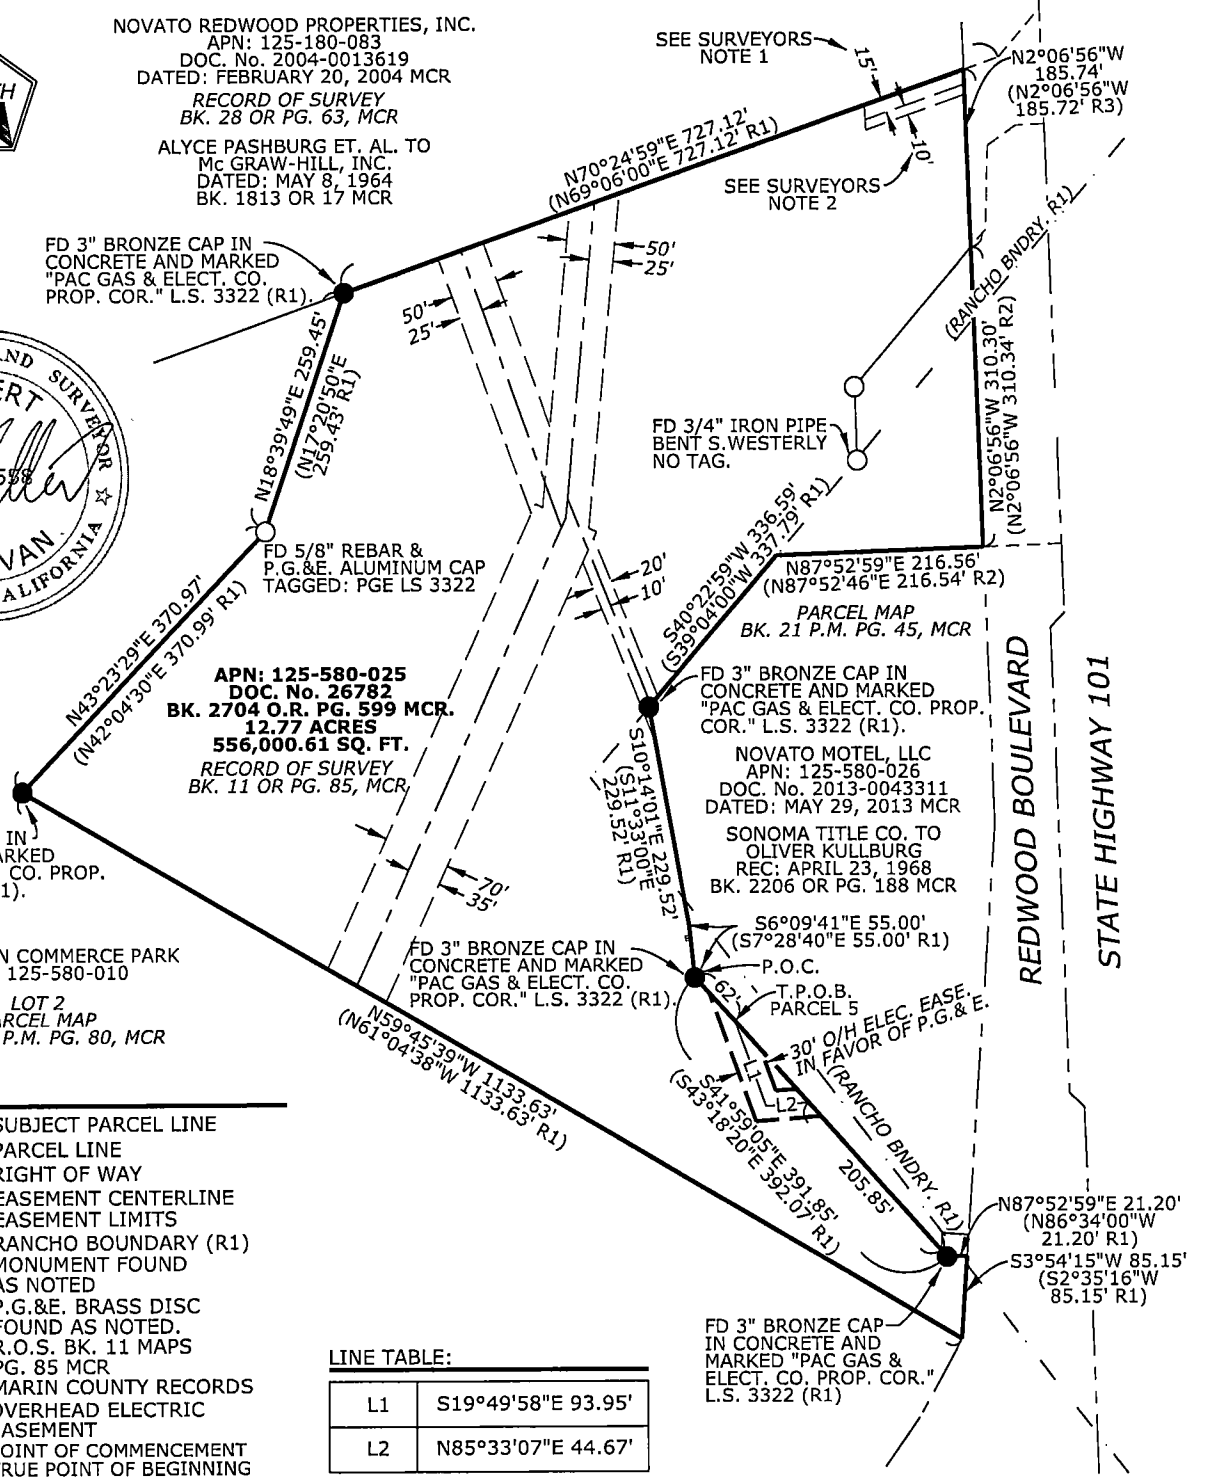 NOVATO REDWOOD PROPERTIES, INC.
APN: 125-180-083
DOC. No. 2004-0013619
DATED: FEBRUARY 20, 2004 MCR
RECORD OF SURVEY
BK. 28 OR PG. 63, MCR
ALYCE PASHBURG ET. AL. TO
Mc GRAW-HILL, INC.
DATED: MAY 8, 1964
BK. 1813 OR 17 MCR
SEE SURVEYORS
NOTE 1
15'
10'
SEE SURVEYORS
NOTE 2
N2°06'56"W
185.74'
(N2°06'56"W
185.72' R3)
N70°24'59"E 727.12'
(N69°06'00"E 727.12' R1)
FD 3" BRONZE CAP IN
CONCRETE AND MARKED
"PAC GAS & ELECT. CO.
PROP. COR." L.S. 3322 (R1).
50'
25'
50'
25'
(RANCHO BNDRY. R1)
N2°06'56"W 310.30'
(N2°06'56"W 310.34' R2)
N18°39'49"E 259.45'
(N17°20'50"E
259.43' R1)
FD 3/4" IRON PIPE
BENT S.WESTERLY
NO TAG.
AND SURVEYOR
CALIFORNIA
FD 5/8" REBAR &
P.G.&E. ALUMINUM CAP
TAGGED: PGE LS 3322
20'
10'
S40°22'59"W 336.59'
(S39°04'00"W 337.79' R1)
N87°52'59"E 216.56'
(N87°52'46"E 216.54' R2)
PARCEL MAP
BK. 21 P.M. PG. 45, MCR
N43°23'29"E 370.97'
(N42°04'30"E 370.99' R1)
APN: 125-580-025
DOC. No. 26782
BK. 2704 O.R. PG. 599 MCR.
12.77 ACRES
556,000.61 SQ. FT.
RECORD OF SURVEY
BK. 11 OR PG. 85, MCR
FD 3" BRONZE CAP IN
CONCRETE AND MARKED
"PAC GAS & ELECT. CO. PROP.
COR." L.S. 3322 (R1).
NOVATO MOTEL, LLC
APN: 125-580-026
DOC. No. 2013-0043311
DATED: MAY 29, 2013 MCR
SONOMA TITLE CO. TO
OLIVER KULLBURG
REC: APRIL 23, 1968
BK. 2206 OR PG. 188 MCR
REDWOOD BOULEVARD
STATE HIGHWAY 101
S10°14'01"E 229.52'
(S11°33'00"E
229.52' R1)
IN
ARKED
CO. PROP.
1).
70'
35'
S6°09'41"E 55.00'
(S7°28'40"E 55.00' R1)
FD 3" BRONZE CAP IN
CONCRETE AND MARKED
"PAC GAS & ELECT. CO.
PROP. COR." L.S. 3322 (R1).
P.O.C.
62'
T.P.O.B.
PARCEL 5
N COMMERCE PARK
125-580-010
LOT 2
RCEL MAP
P.M. PG. 80, MCR
N59°45'39"W 1133.63'
(N61°04'38"W 1133.63' R1)
30' O/H ELEC. EASE.
IN FAVOR OF P.G.& E.
L1
L2
(RANCHO BNDRY. R1)
S41°59'05"E 391.85'
(S43°18'20"E 392.07' R1)
205.85'
N87°52'59"E 21.20'
(N86°34'00"W
21.20' R1)
S3°54'15"W 85.15'
(S2°35'16"W
85.15' R1)
FD 3" BRONZE CAP
IN CONCRETE AND
MARKED "PAC GAS &
ELECT. CO. PROP. COR."
L.S. 3322 (R1)
SUBJECT PARCEL LINE
PARCEL LINE
RIGHT OF WAY
EASEMENT CENTERLINE
EASEMENT LIMITS
RANCHO BOUNDARY (R1)
MONUMENT FOUND
AS NOTED
P.G.&E. BRASS DISC
FOUND AS NOTED.
R.O.S. BK. 11 MAPS
PG. 85 MCR
MARIN COUNTY RECORDS
OVERHEAD ELECTRIC
EASEMENT
POINT OF COMMENCEMENT
TRUE POINT OF BEGINNING
LINE TABLE:
L1 S19°49'58"E 93.95'
L2 N85°33'07"E 44.67'